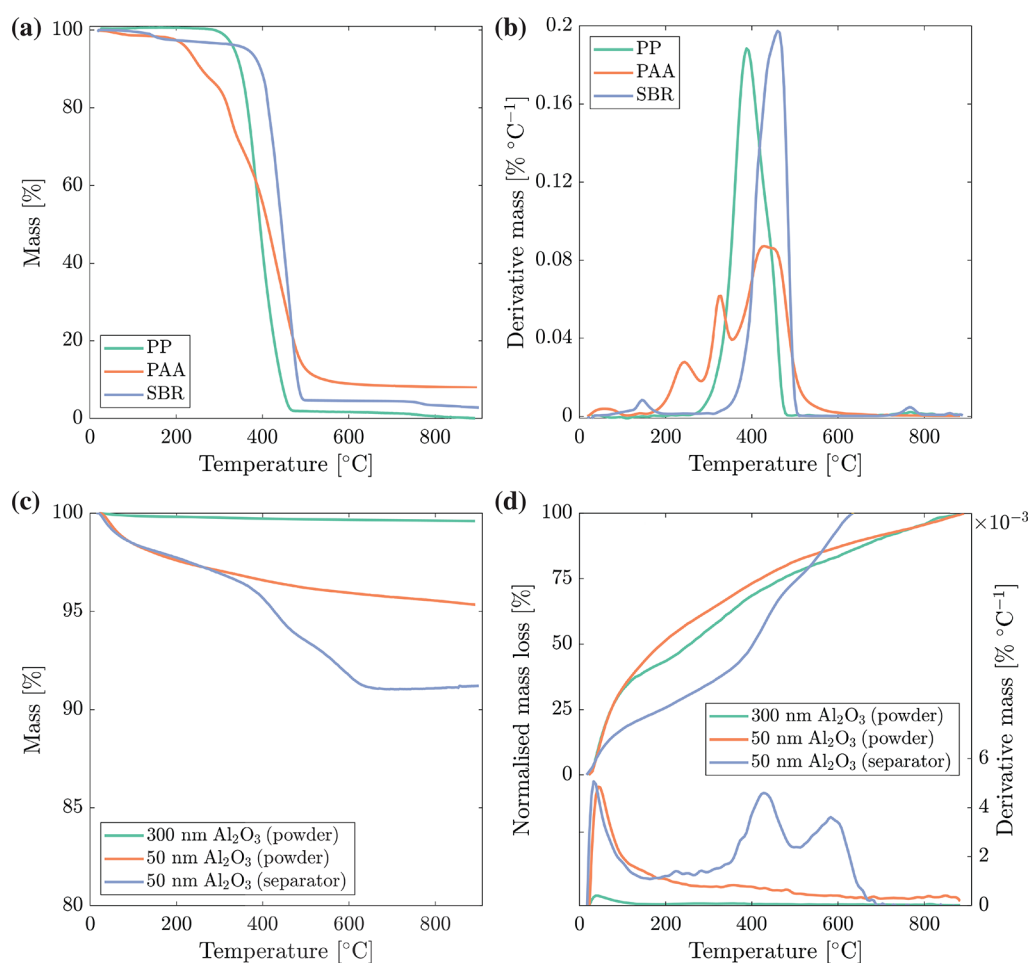 (a)
100
80
60
40
20
0
Mass [%]
PP
PAA
SBR
0 200 400 600 800
Temperature [°C]
(b)
0.2
0.16
0.12
0.08
0.04
0
Derivative mass [% °C⁻¹]
PP
PAA
SBR
0 200 400 600 800
Temperature [°C]
(c)
100
95
90
85
80
Mass [%]
300 nm Al₂O₃ (powder)
50 nm Al₂O₃ (powder)
50 nm Al₂O₃ (separator)
0 200 400 600 800
Temperature [°C]
(d)
100
75
50
25
0
Normalised mass loss [%]
×10⁻³
6
4
2
0
Derivative mass [% °C⁻¹]
300 nm Al₂O₃ (powder)
50 nm Al₂O₃ (powder)
50 nm Al₂O₃ (separator)
0 200 400 600 800
Temperature [°C]